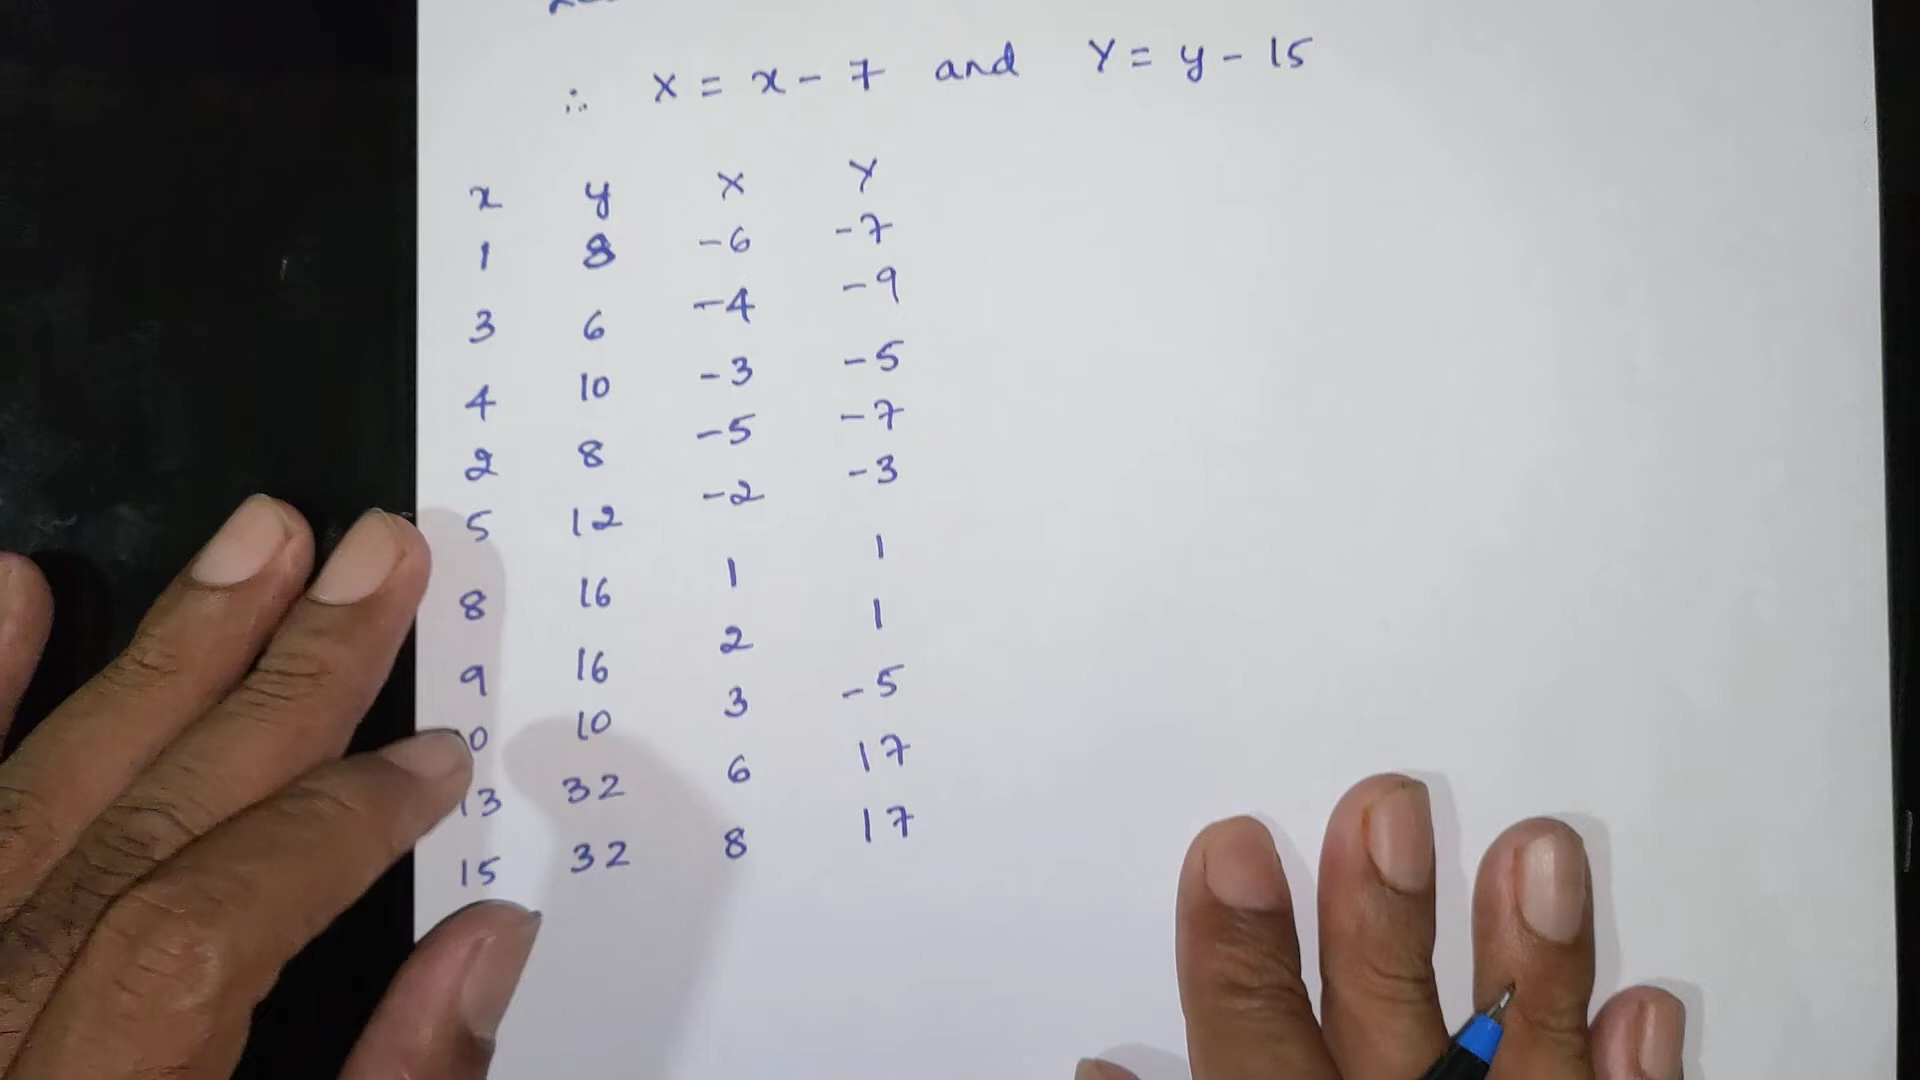 ∴ X = x - 7 and Y = y - 15
x y X Y
1 8 -6 -7
3 6 -4 -9
4 10 -3 -5
2 8 -5 -7
5 12 -2 -3
8 16 1 1
9 16 2 1
0 10 3 -5
13 32 6 17
15 32 8 17